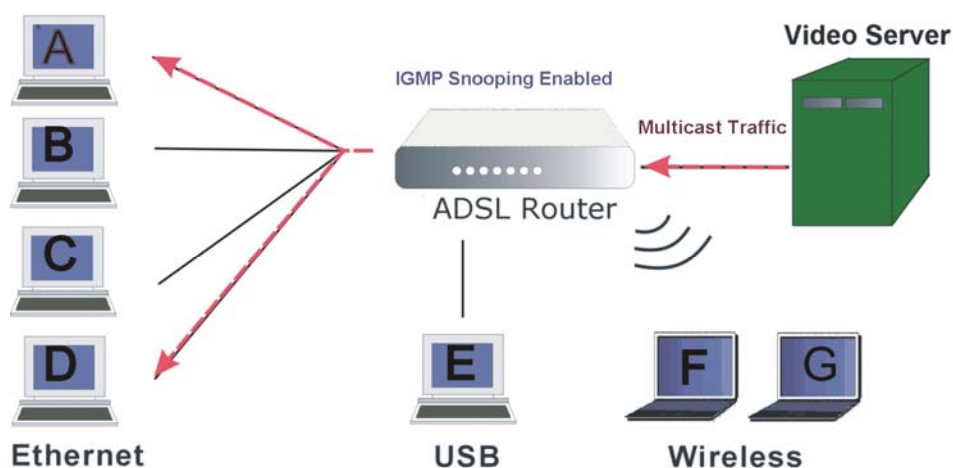 Video Server
IGMP Snooping Enabled
Multicast Traffic
ADSL Router
A
B
C
D
E
F
G
Ethernet
USB
Wireless